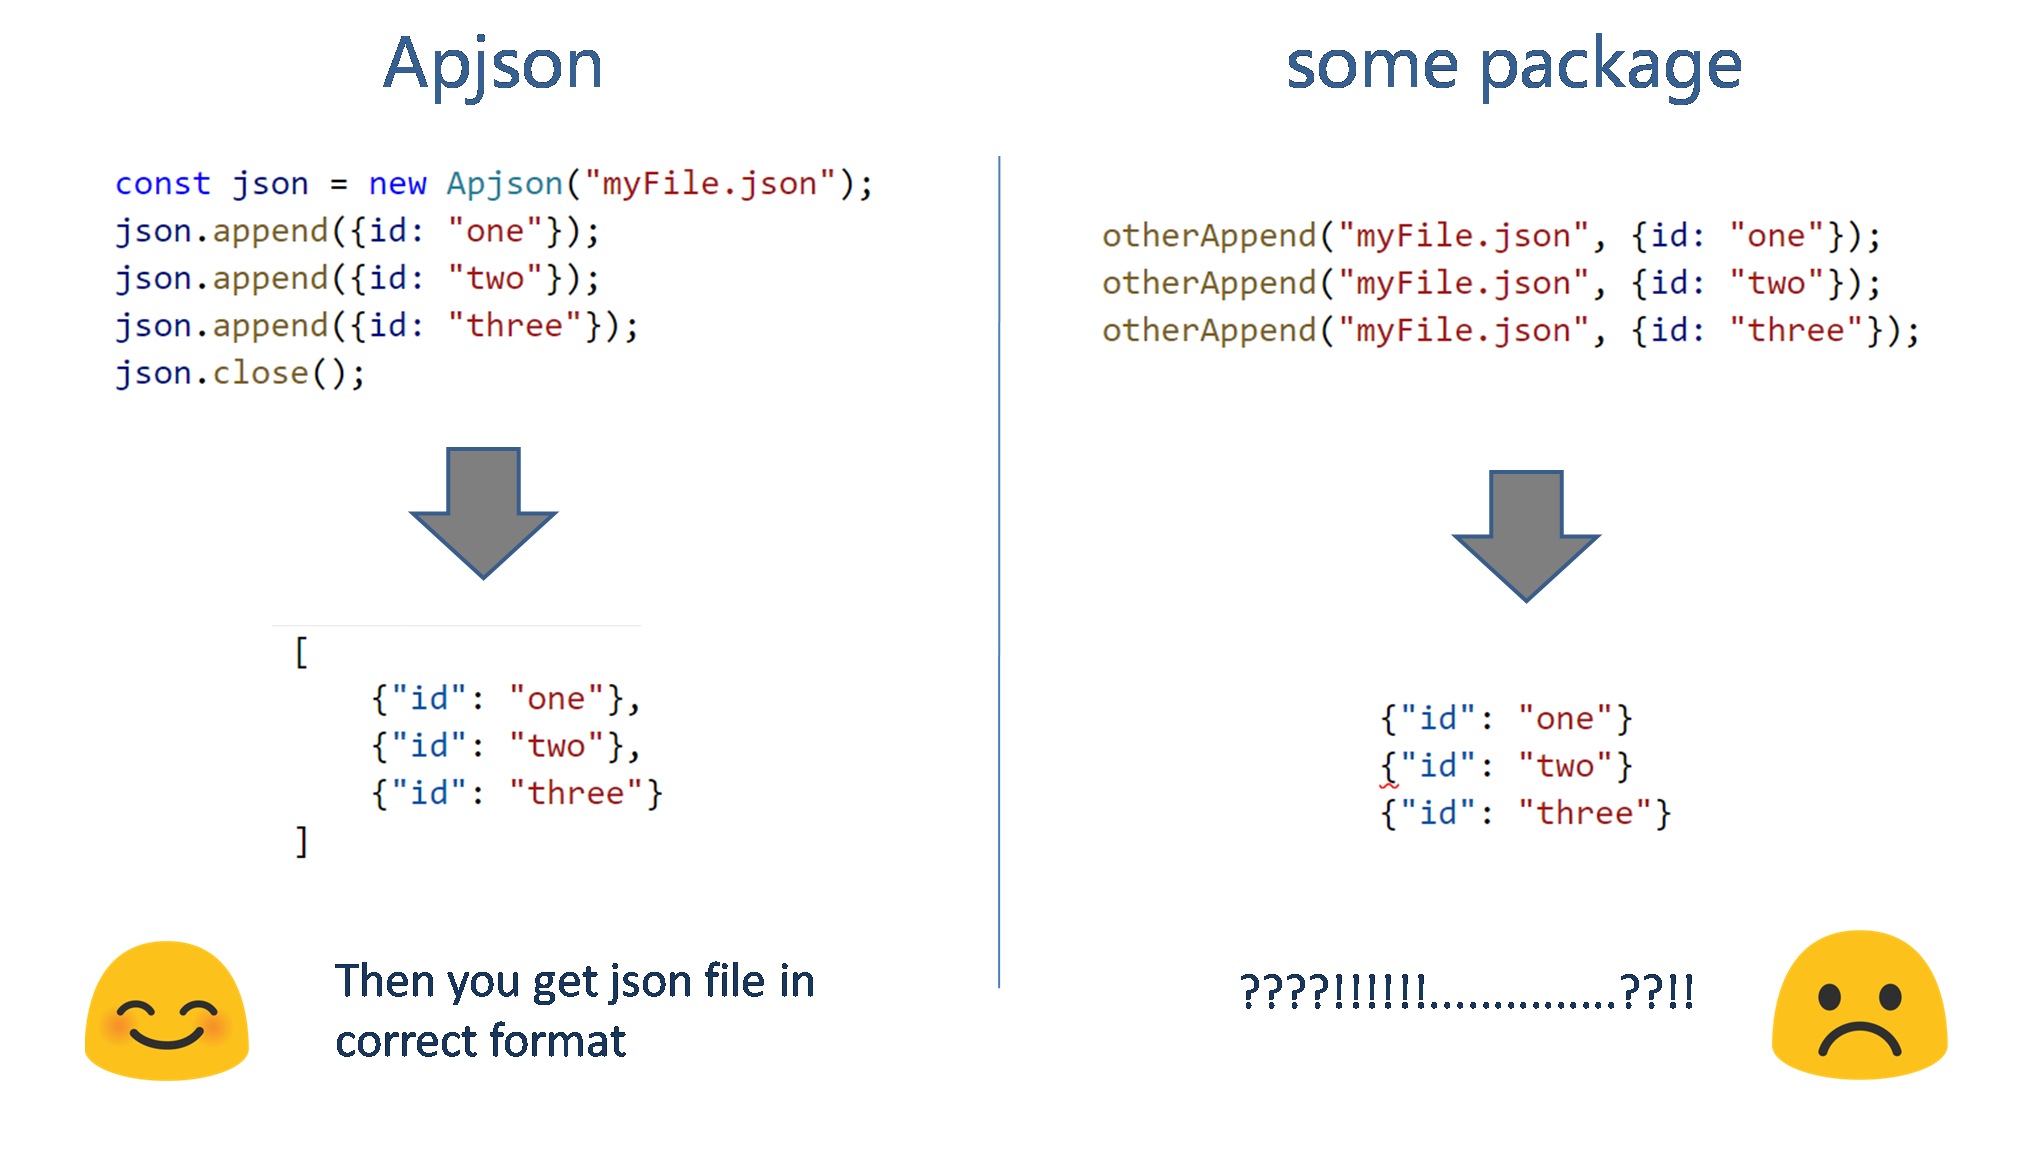 Apjson
const json = new Apjson("myFile.json");
json.append({id: "one"});
json.append({id: "two"});
json.append({id: "three"});
json.close();
[
{"id": "one"},
{"id": "two"},
{"id": "three"}
]
Then you get json file in
correct format
some package
otherAppend("myFile.json", {id: "one"});
otherAppend("myFile.json", {id: "two"});
otherAppend("myFile.json", {id: "three"});
{"id": "one"}
{"id": "two"}
{"id": "three"}
????!!!!!!...............??!!